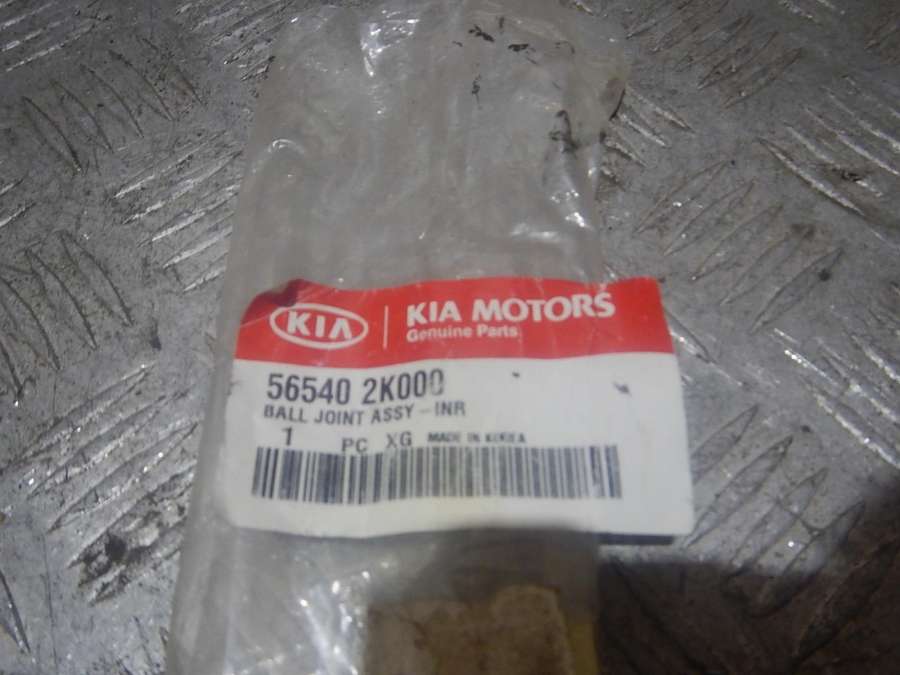 KIA
KIA MOTORS
Genuine Parts
56540 2K000
BALL JOINT ASSY-INR
1 PC XG MADE IN KOREA